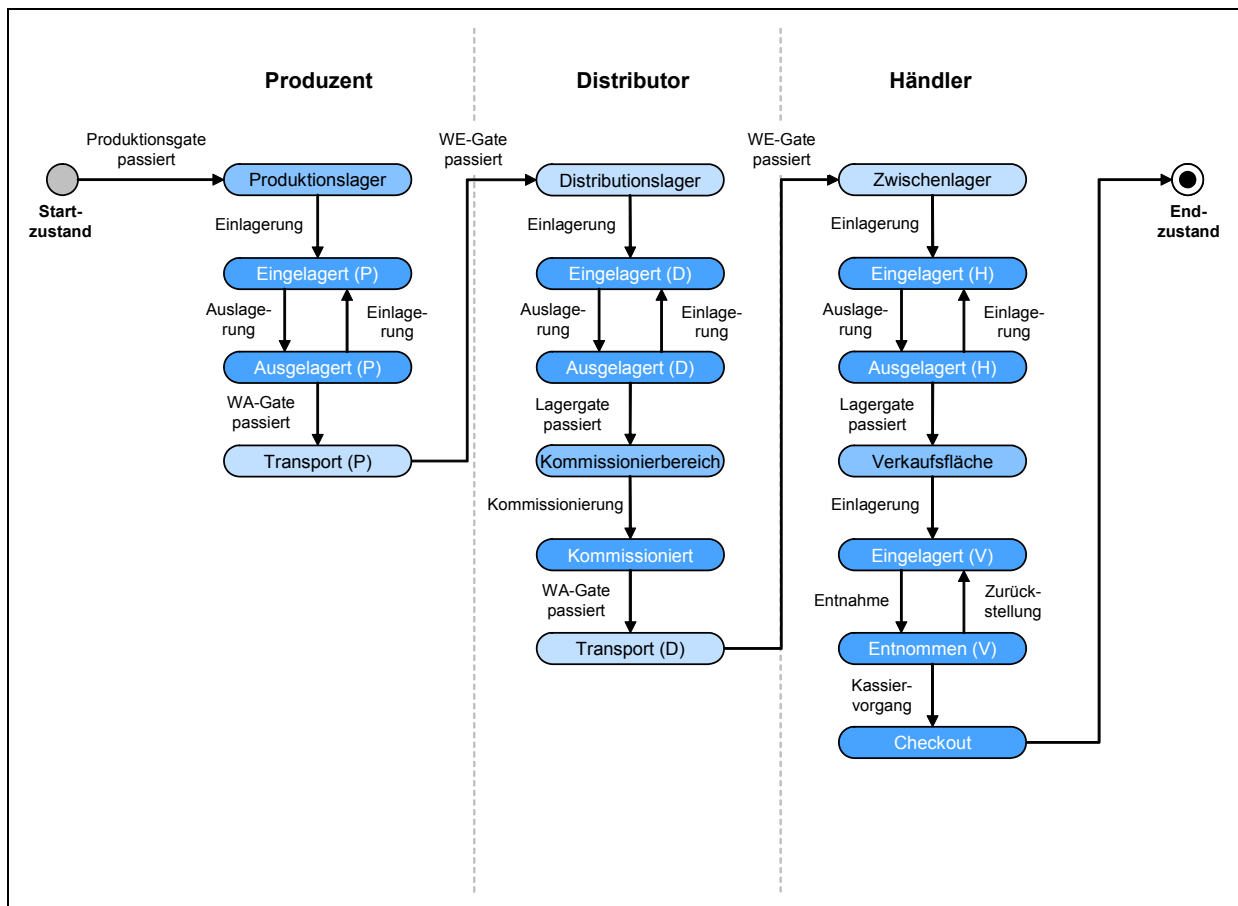 Produzent
Distributor
Händler
Produktionsgate
passiert
WE-Gate
passiert
WE-Gate
passiert
Produktionslager
Distributionslager
Zwischenlager
Start-
zustand
End-
zustand
Einlagerung
Einlagerung
Einlagerung
Eingelagert (P)
Eingelagert (D)
Eingelagert (H)
Auslage-
rung
Einlage-
rung
Auslage-
rung
Einlage-
rung
Auslage-
rung
Einlage-
rung
Ausgelagert (P)
Ausgelagert (D)
Ausgelagert (H)
WA-Gate
passiert
Lagergate
passiert
Lagergate
passiert
Transport (P)
Kommissionierbereich
Verkaufsfläche
Kommissionierung
Einlagerung
Kommissioniert
Eingelagert (V)
WA-Gate
passiert
Entnahme
Zurück-
stellung
Transport (D)
Entnommen (V)
Kassier-
vorgang
Checkout